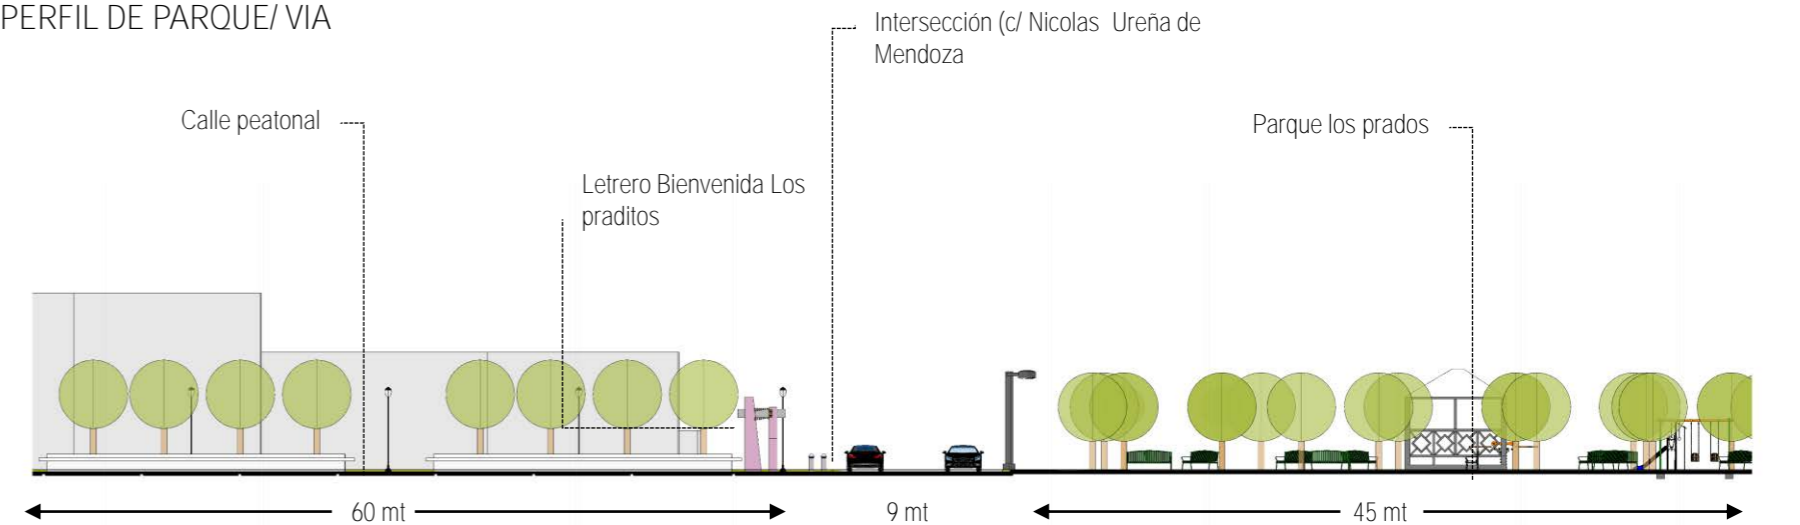 PERFIL DE PARQUE/ VIA
Intersección (c/ Nicolas Ureña de
Mendoza
Calle peatonal
Parque los prados
Letrero Bienvenida Los
praditos
60 mt
9 mt
45 mt